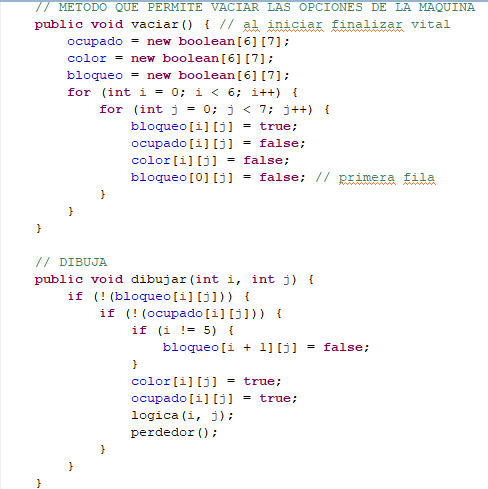 // METODO QUE PERMITE VACIAR LAS OPCIONES DE LA MAQUINA
public void vaciar() { // al iniciar finalizar vital
    ocupado = new boolean[6][7];
    color = new boolean[6][7];
    bloqueo = new boolean[6][7];
    for (int i = 0; i < 6; i++) {
        for (int j = 0; j < 7; j++) {
            bloqueo[i][j] = true;
            ocupado[i][j] = false;
            color[i][j] = false;
            bloqueo[0][j] = false; // primera fila
        }
    }
}

// DIBUJA
public void dibujar(int i, int j) {
    if (!(bloqueo[i][j])) {
        if (!(ocupado[i][j])) {
            if (i != 5) {
                bloqueo[i + 1][j] = false;
            }
            color[i][j] = true;
            ocupado[i][j] = true;
            logica(i, j);
            perdedor();
        }
    }
}